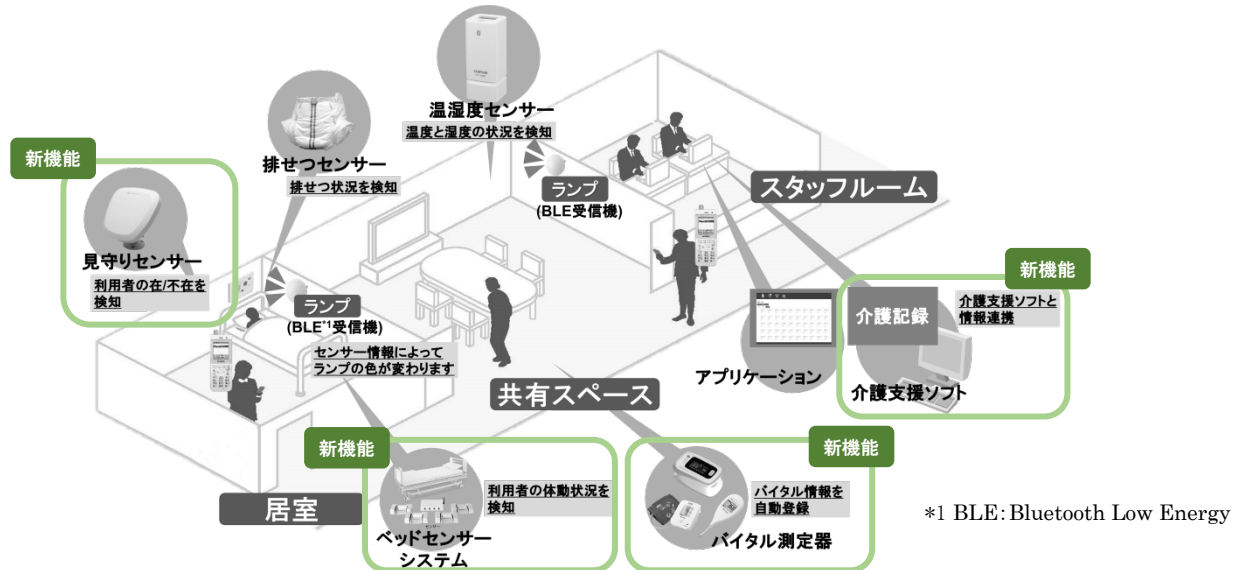 温湿度センサー
温度と湿度の状況を検知
新機能
排せつセンサー
排せつ状況を検知
ランプ
(BLE受信機)
スタッフルーム
見守りセンサー
利用者の在/不在を
検知
ランプ
(BLE*1受信機)
センサー情報によって
ランプの色が変わります
新機能
介護記録
介護支援ソフトと
情報連携
アプリケーション
介護支援ソフト
共有スペース
新機能
新機能
居室
利用者の体動状況を
検知
ベッドセンサー
システム
バイタル情報を
自動登録
バイタル測定器
*1 BLE:Bluetooth Low Energy